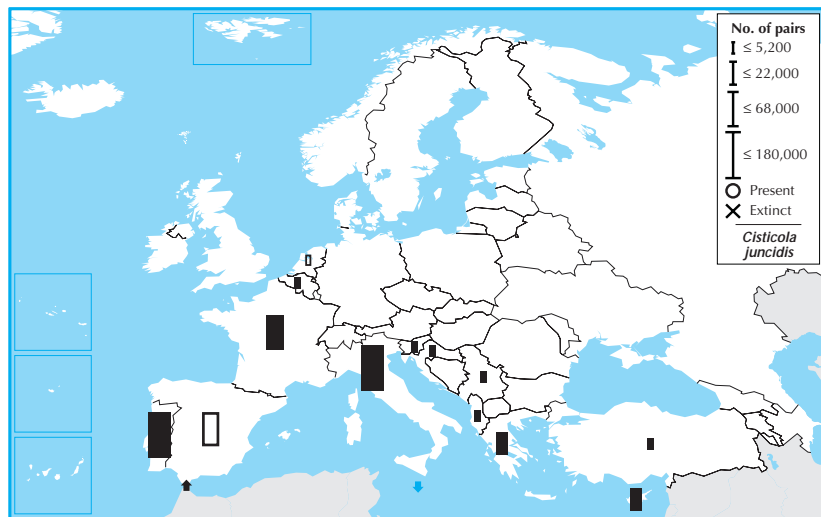 No. of pairs
≤ 5,200
≤ 22,000
≤ 68,000
≤ 180,000
Present
Extinct
Cisticola
juncidis